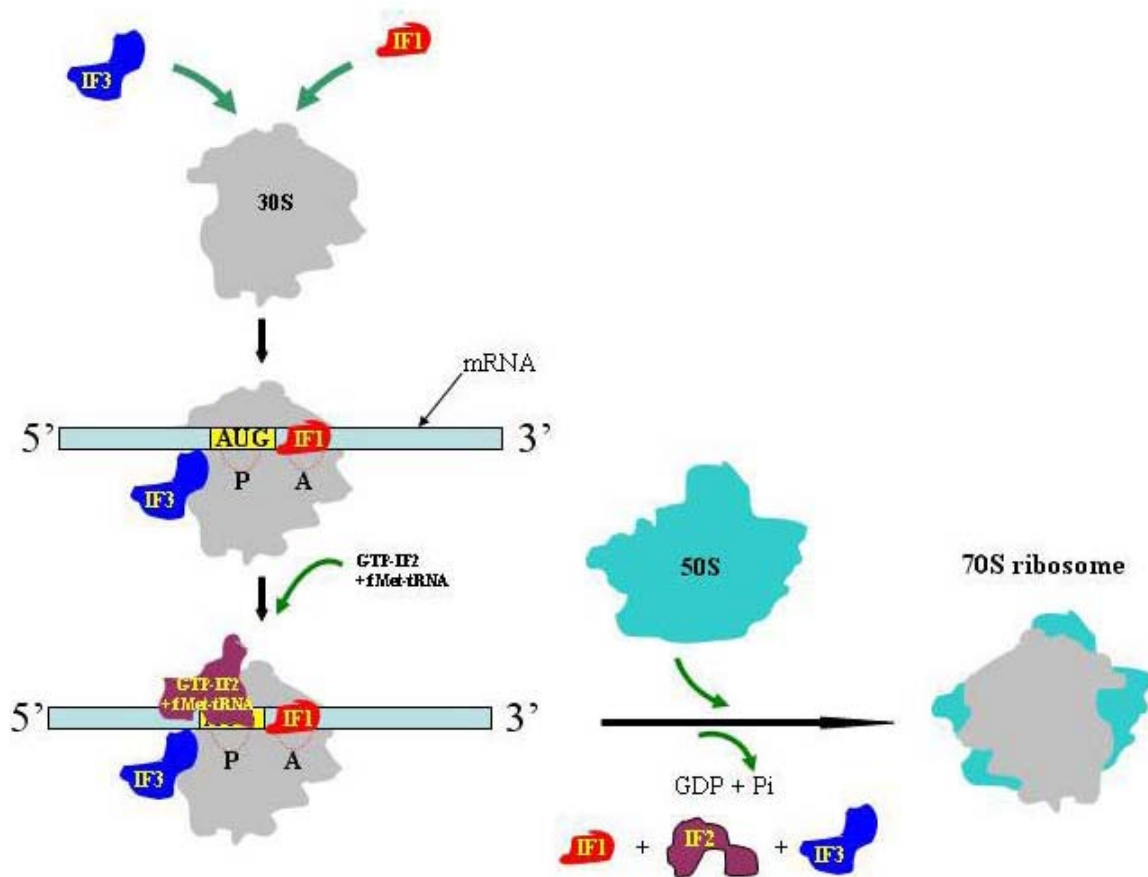 IF3
IF1
30S
mRNA
5’ AUG IF1 3’
P A
IF3
GTP-IF2
+fMet-tRNA
50S
70S ribosome
GTP-IF2
+fMet-tRNA
5’ IF1 3’
P A
IF3
GDP + Pi
IF1 + IF2 + IF3